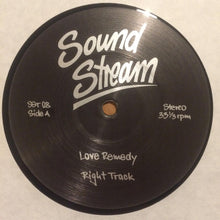 Sound
Stream
SST 08
Side A
Stereo
33⅓ rpm
Love Remedy
Right Track